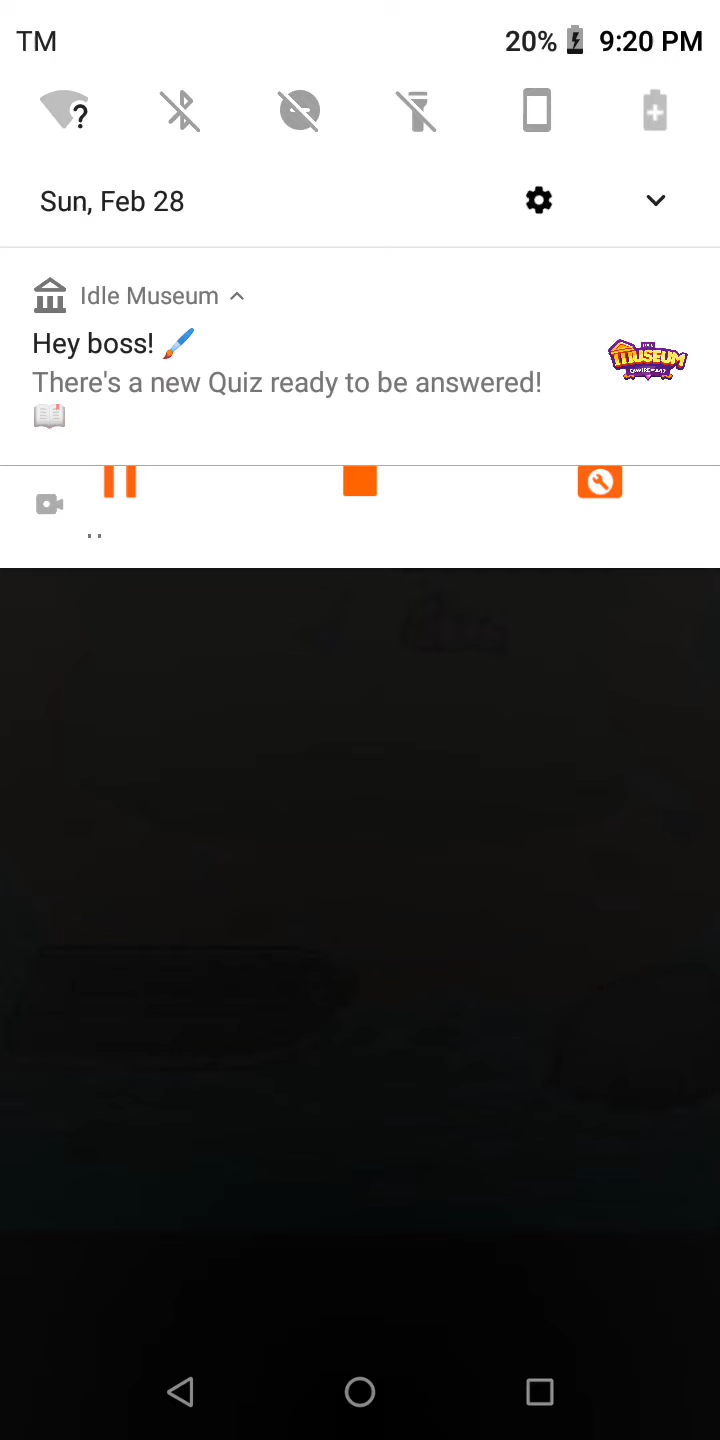 TM 20% 9:20 PM
Sun, Feb 28
Idle Museum
Hey boss! 🖌️
There's a new Quiz ready to be answered!
📖
MUSEUM